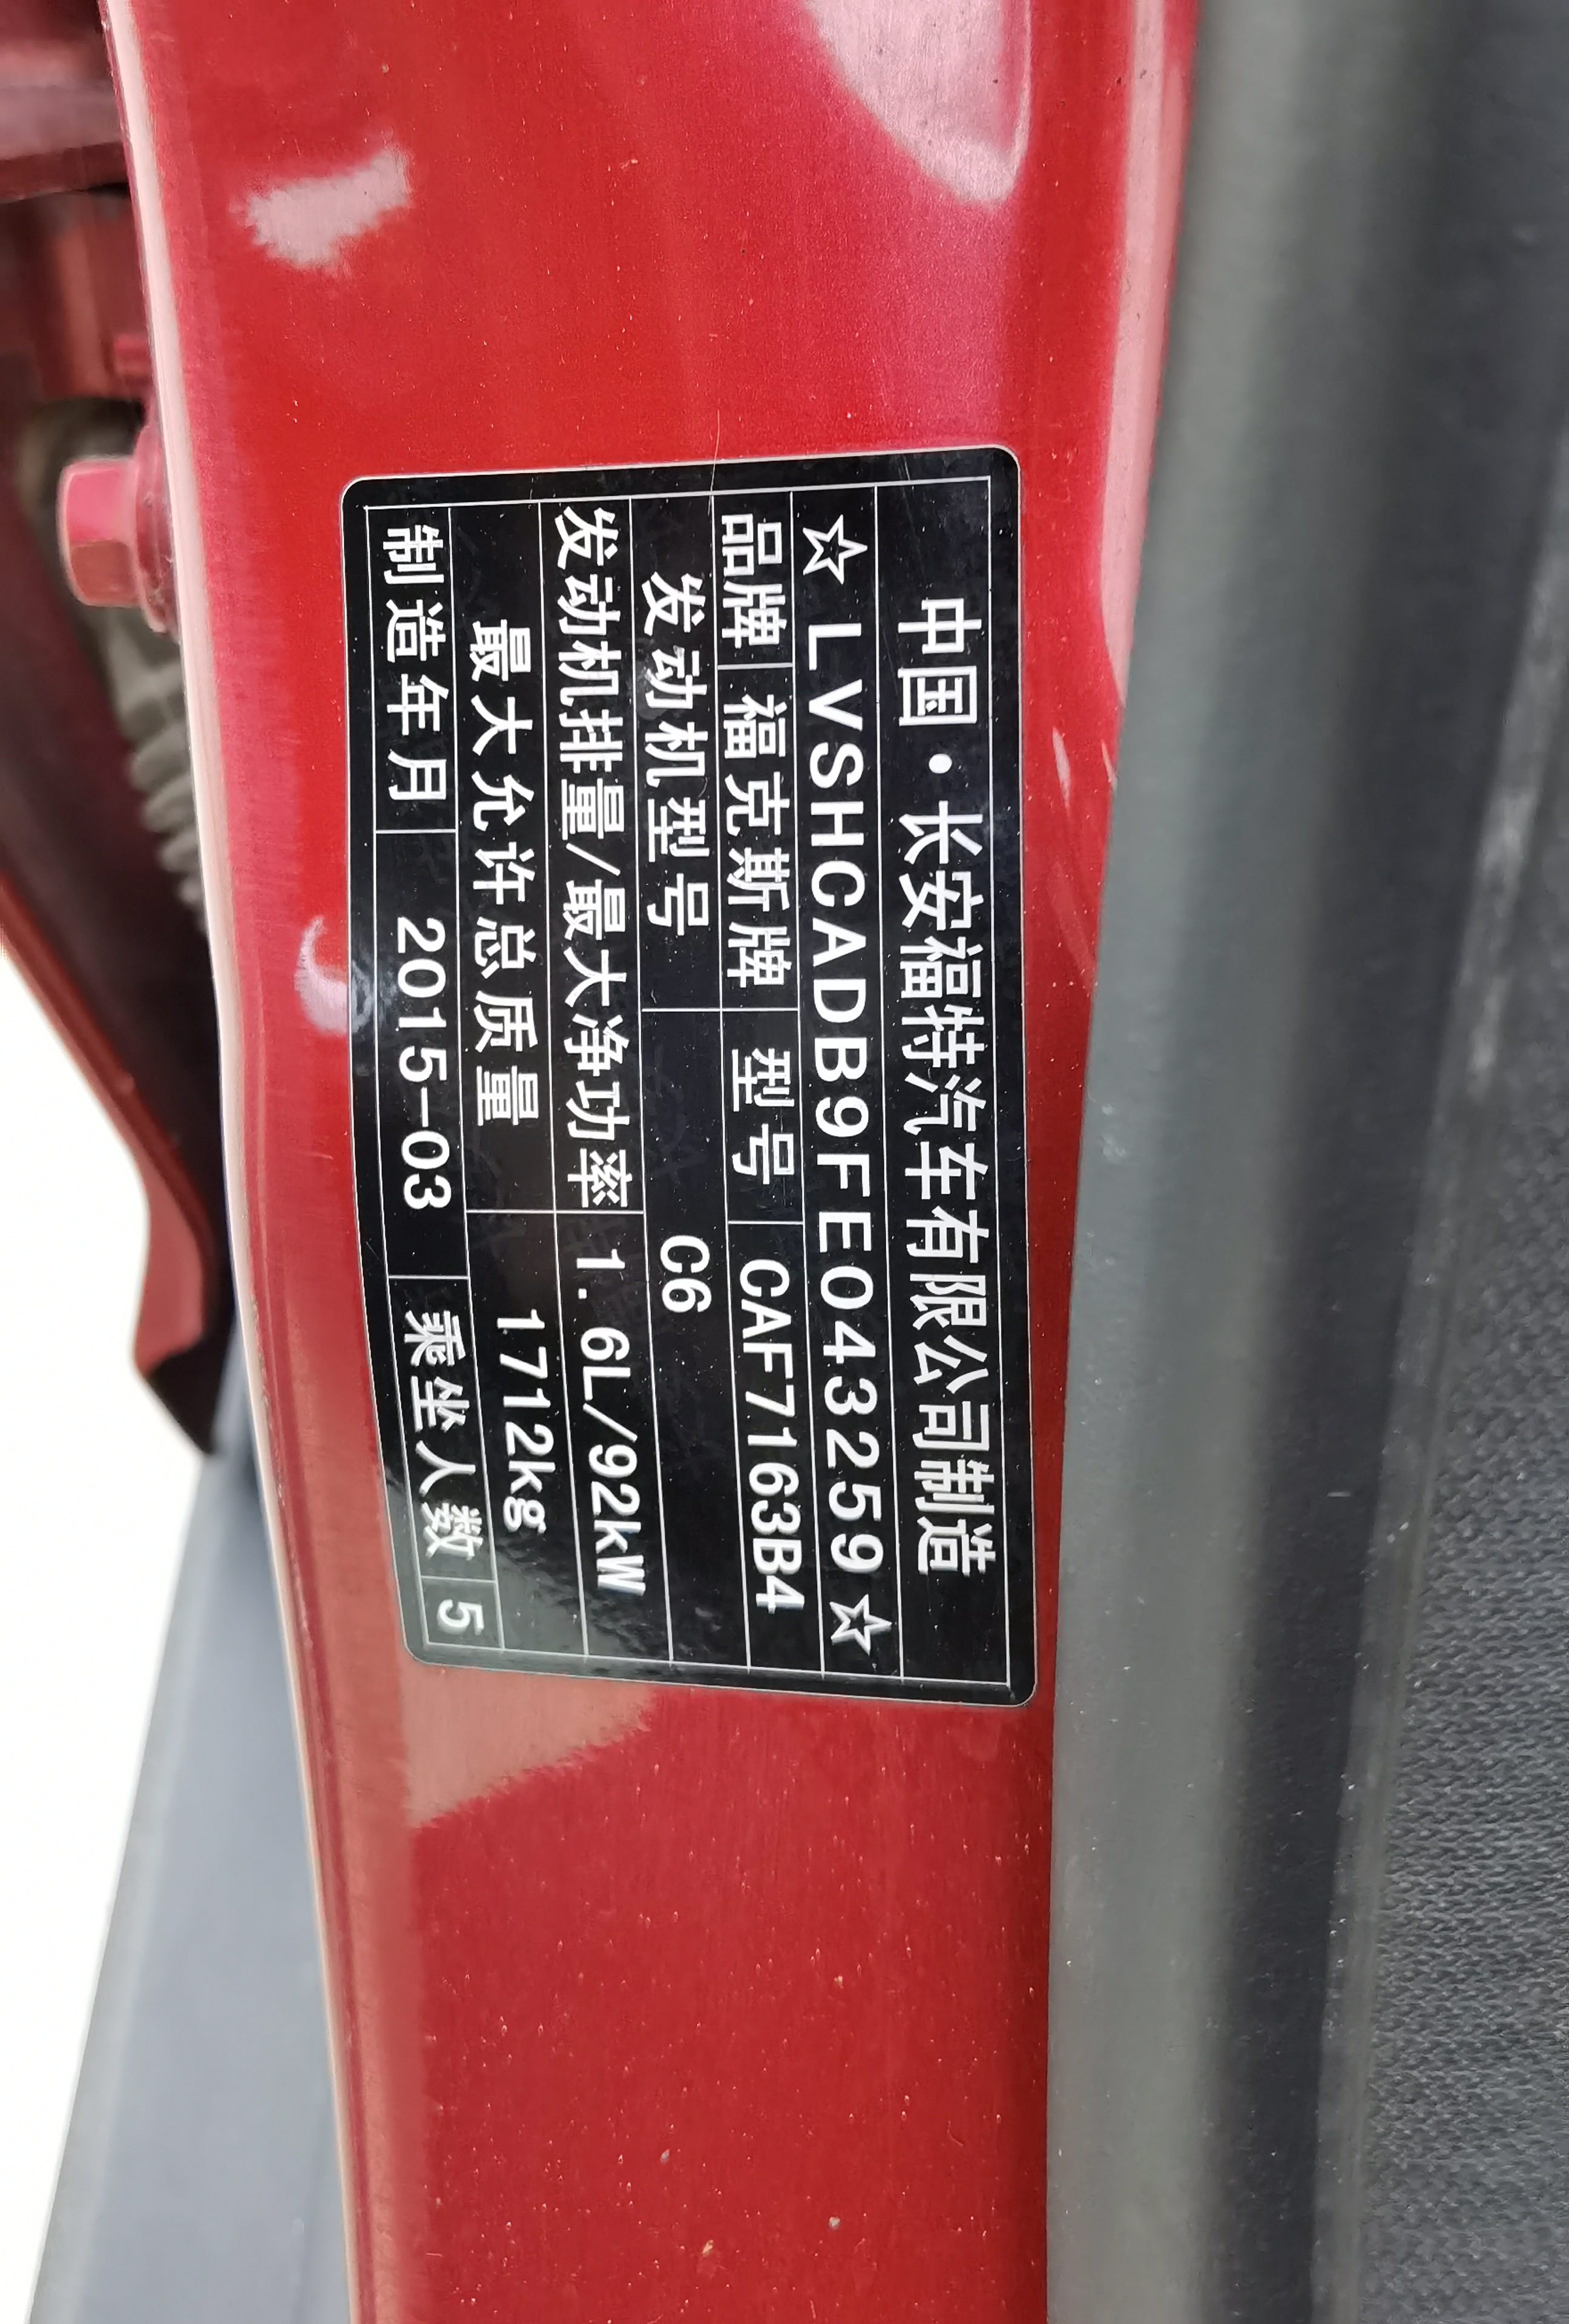 中国·长安福特汽车有限公司制造
☆LVSHCADB9FE043259☆
品牌 福克斯牌 型号 CAF7163B4
发动机型号 C6
发动机排量/最大净功率 1.6L/92kW
最大允许总质量 1712kg
制造年月 2015-03 乘坐人数 5